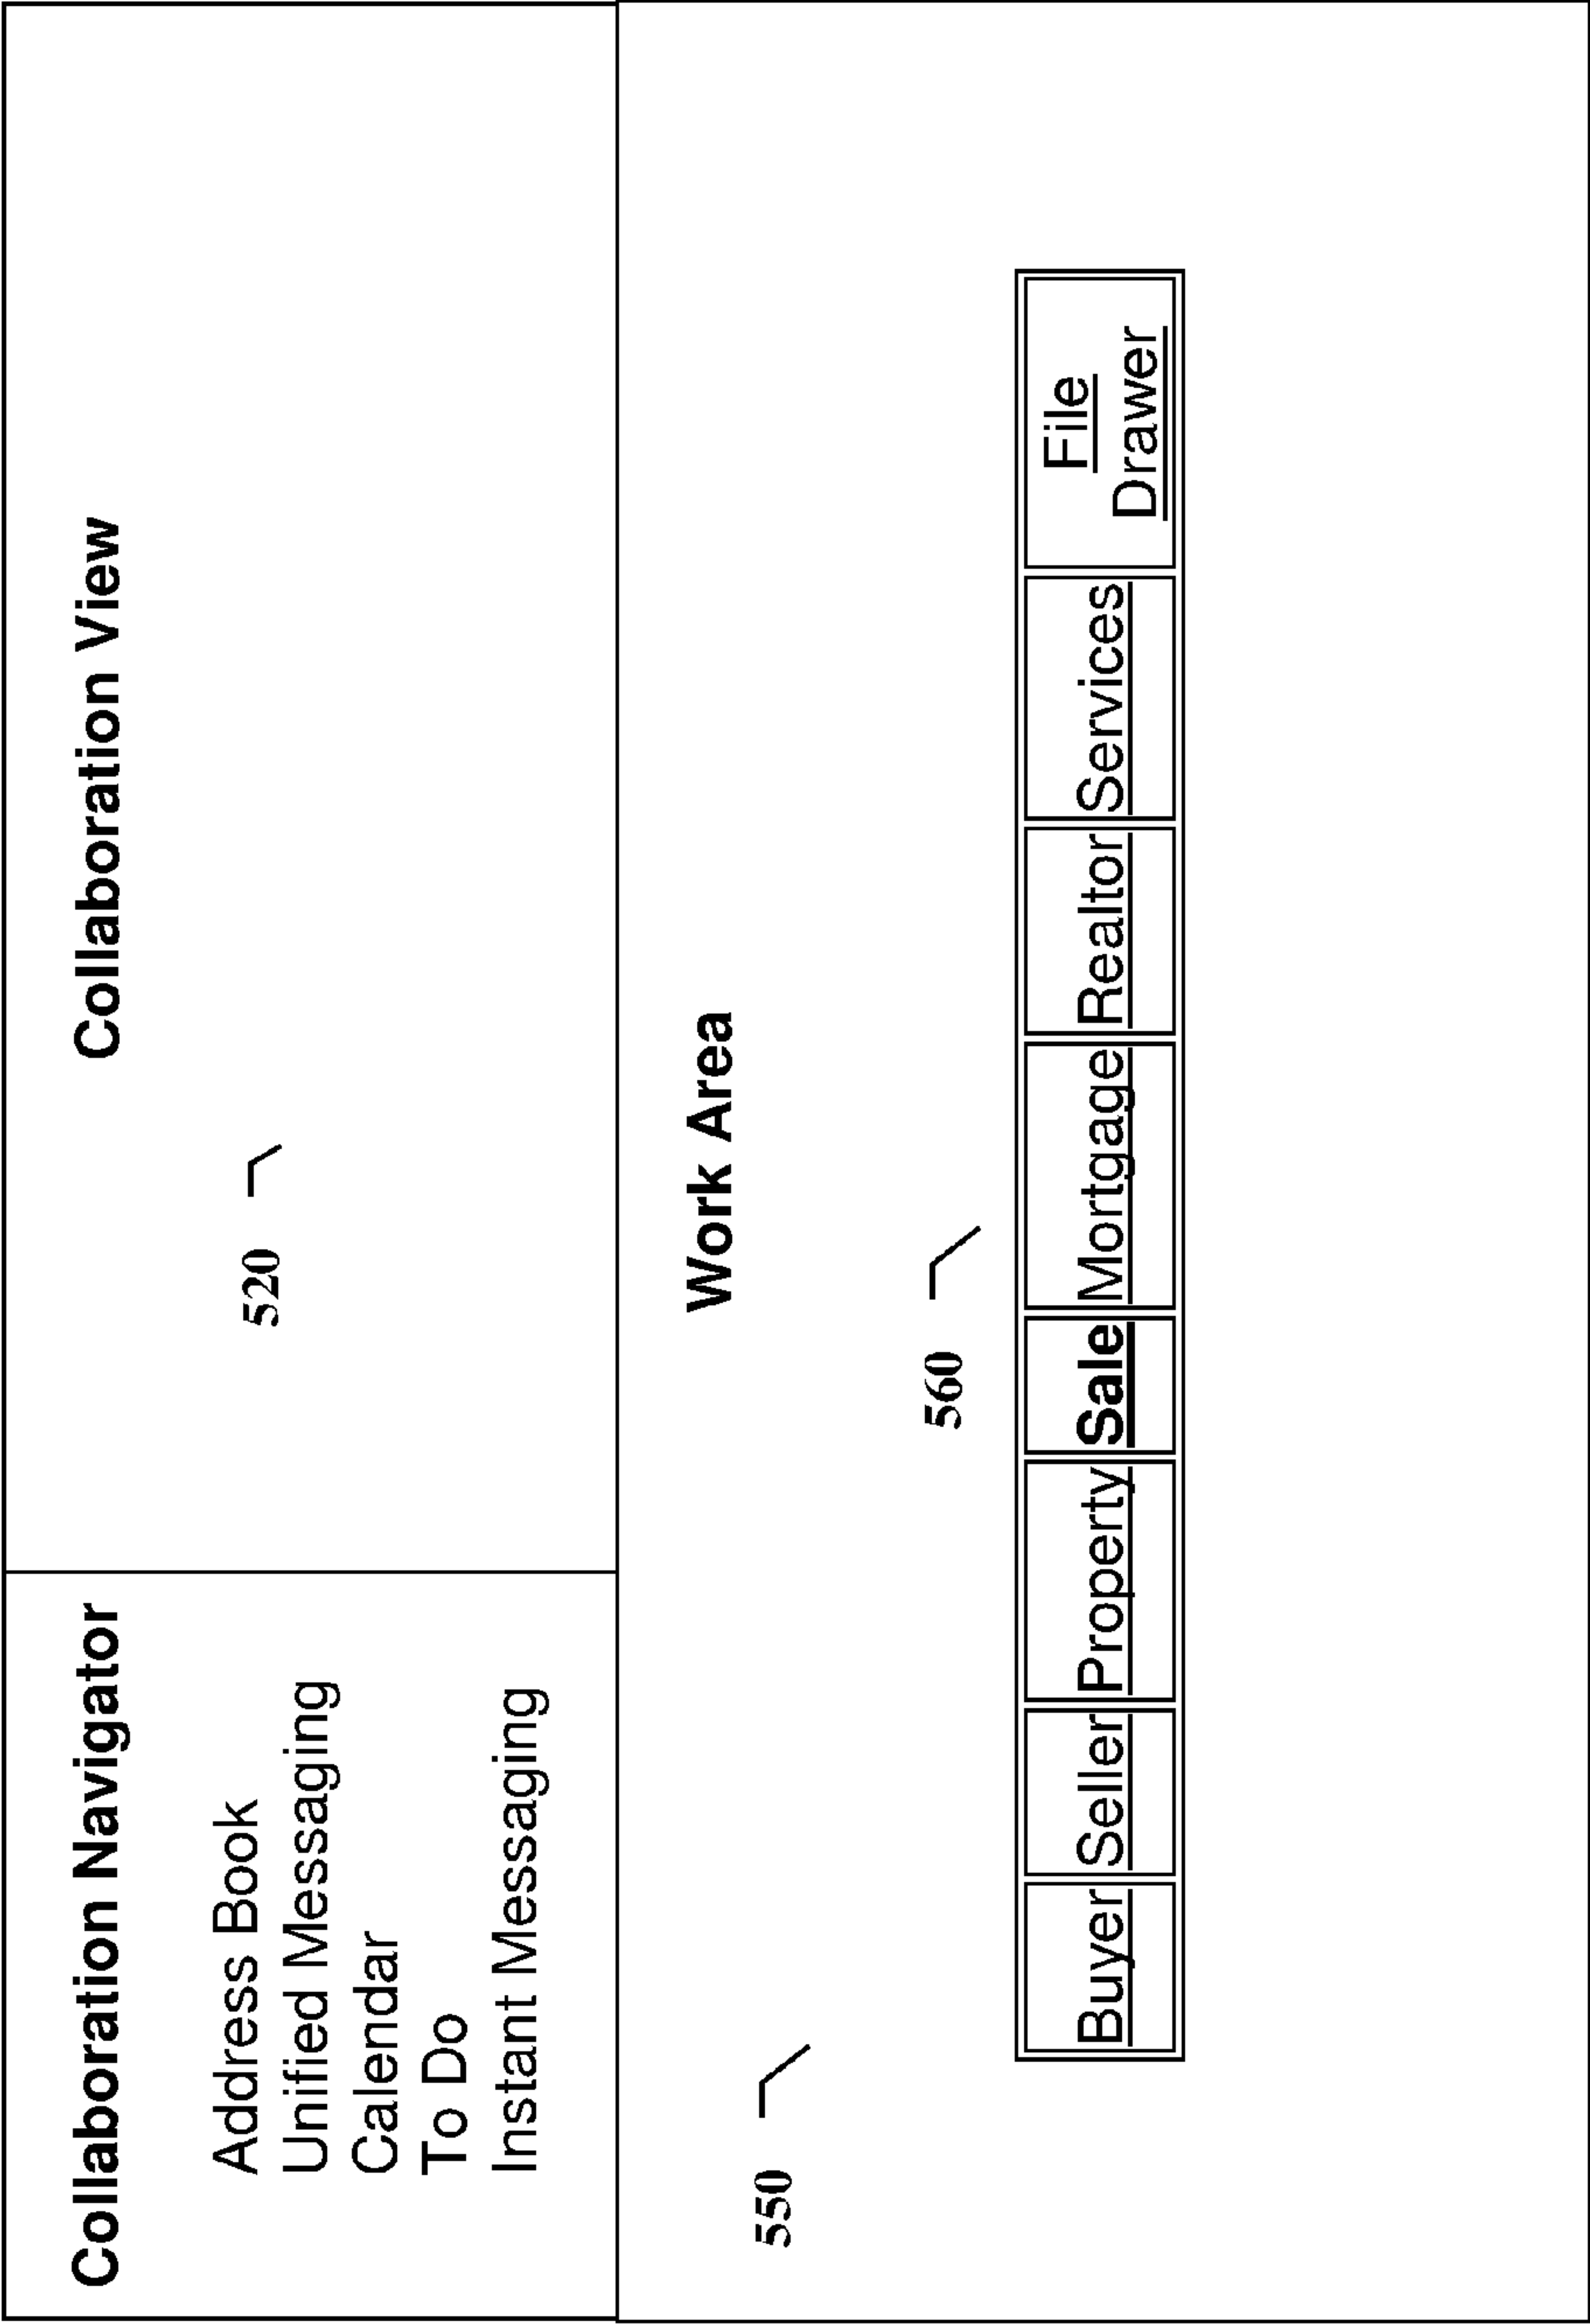 Collaboration Navigator
Address Book
Unified Messaging
Calendar
To Do
Instant Messaging
Collaboration View
520
Work Area
550
560
Buyer
Seller
Property
Sale
Mortgage
Realtor
Services
File
Drawer